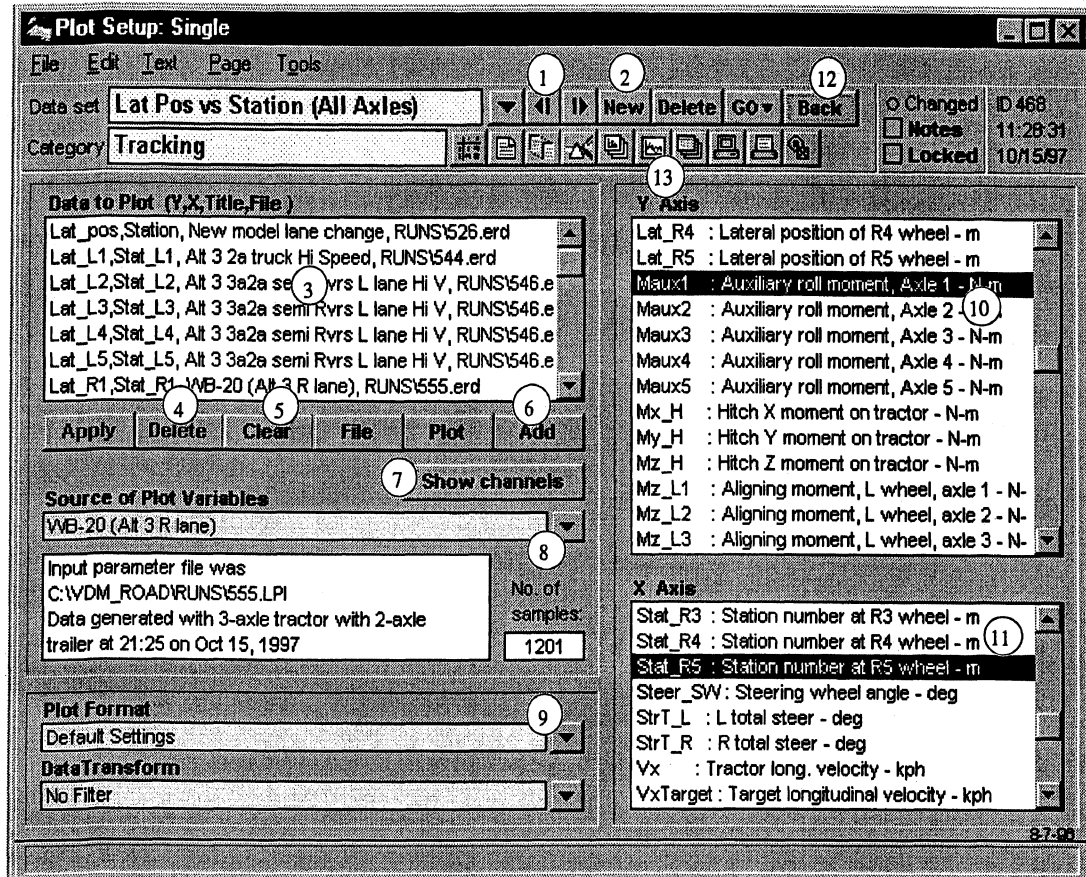 Plot Setup: Single
File Edit Text Page Tools
1 2 12
Data set Lat Pos vs Station (All Axles) New Delete GO Back Changed ID 468
Notes 11:28:31
Category Tracking Locked 10/15/97
13
Data to Plot (Y,X,Title,File )
Lat_pos,Station, New model lane change, RUNS\526.erd
Lat_L1,Stat_L1, Alt 3 2a truck Hi Speed, RUNS\544.erd
Lat_L2,Stat_L2, Alt 3 3a2a se 3 Rvrs L lane Hi V, RUNS\546.e
Lat_L3,Stat_L3, Alt 3 3a2a semi Rvrs L lane Hi V, RUNS\546.e
Lat_L4,Stat_L4, Alt 3 3a2a semi Rvrs L lane Hi V, RUNS\546.e
Lat_L5,Stat_L5, Alt 3 3a2a semi Rvrs L lane Hi V, RUNS\546.e
Lat_R1,Stat_R1, WB-20 (Alt 3 R lane), RUNS\555.erd
4 5 6
Apply Delete Clear File Plot Add
7 Show channels
Source of Plot Variables
WB-20 (Alt 3 R lane)
8
Input parameter file was
C:\VDM_ROAD\RUNS\555.LPI
Data generated with 3-axle tractor with 2-axle
trailer at 21:25 on Oct 15, 1997
No. of
samples:
1201
Plot Format
9
Default Settings
DataTransform
No Filter
Y Axis
Lat_R4 : Lateral position of R4 wheel - m
Lat_R5 : Lateral position of R5 wheel - m
Maux1 : Auxiliary roll moment, Axle 1 - N-m
Maux2 : Auxiliary roll moment, Axle 2 - 10
Maux3 : Auxiliary roll moment, Axle 3 - N-m
Maux4 : Auxiliary roll moment, Axle 4 - N-m
Maux5 : Auxiliary roll moment, Axle 5 - N-m
Mx_H : Hitch X moment on tractor - N-m
My_H : Hitch Y moment on tractor - N-m
Mz_H : Hitch Z moment on tractor - N-m
Mz_L1 : Aligning moment, L wheel, axle 1 - N-
Mz_L2 : Aligning moment, L wheel, axle 2 - N-
Mz_L3 : Aligning moment, L wheel, axle 3 - N-
X Axis
Stat_R3 : Station number at R3 wheel - m
Stat_R4 : Station number at R4 wheel - m 11
Stat_R5 : Station number at R5 wheel - m
Steer_SW : Steering wheel angle - deg
StrT_L : L total steer - deg
StrT_R : R total steer - deg
Vx : Tractor long. velocity - kph
VxTarget : Target longitudinal velocity - kph
8-7-96